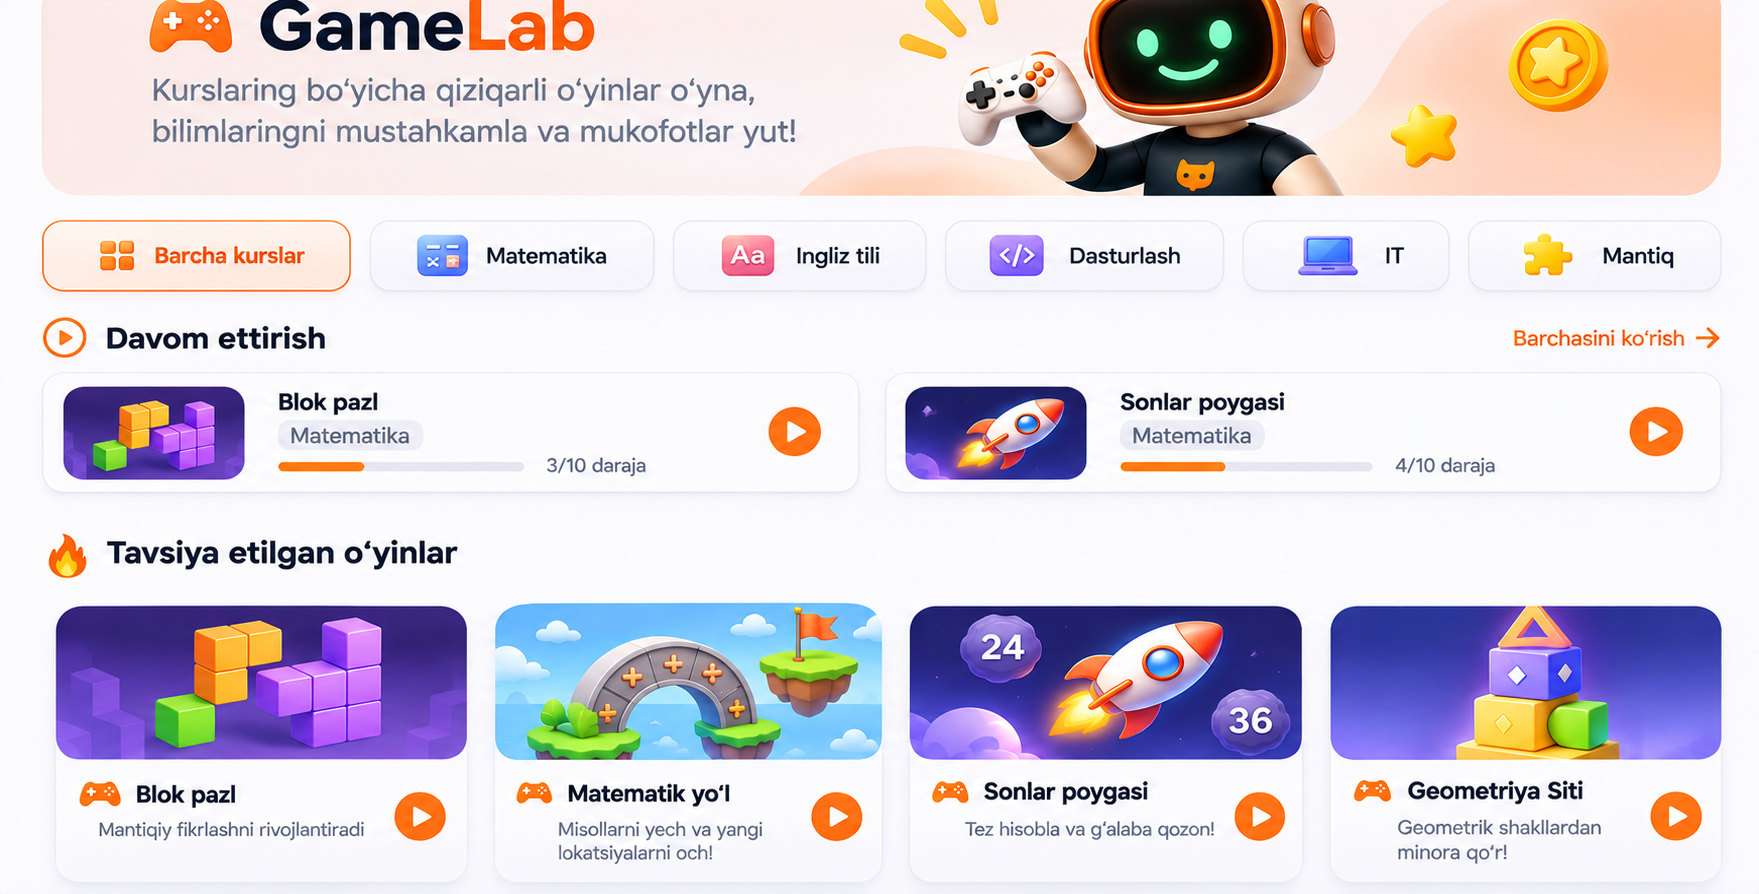 GameLab
Kurslaring bo‘yicha qiziqarli o‘yinlar o‘yna,
bilimlaringni mustahkamla va mukofotlar yut!
Barcha kurslar
Matematika
Aa
Ingliz tili
</>
Dasturlash
IT
Mantiq
Davom ettirish
Barchasini ko‘rish
Blok pazl
Matematika
3/10 daraja
Sonlar poygasi
Matematika
4/10 daraja
Tavsiya etilgan o‘yinlar
24
36
Blok pazl
Mantiqiy fikrlashni rivojlantiradi
Matematik yo‘l
Misollarni yech va yangi
lokatsiyalarni och!
Sonlar poygasi
Tez hisobla va g‘alaba qozon!
Geometriya Siti
Geometrik shakllardan
minora qo‘r!